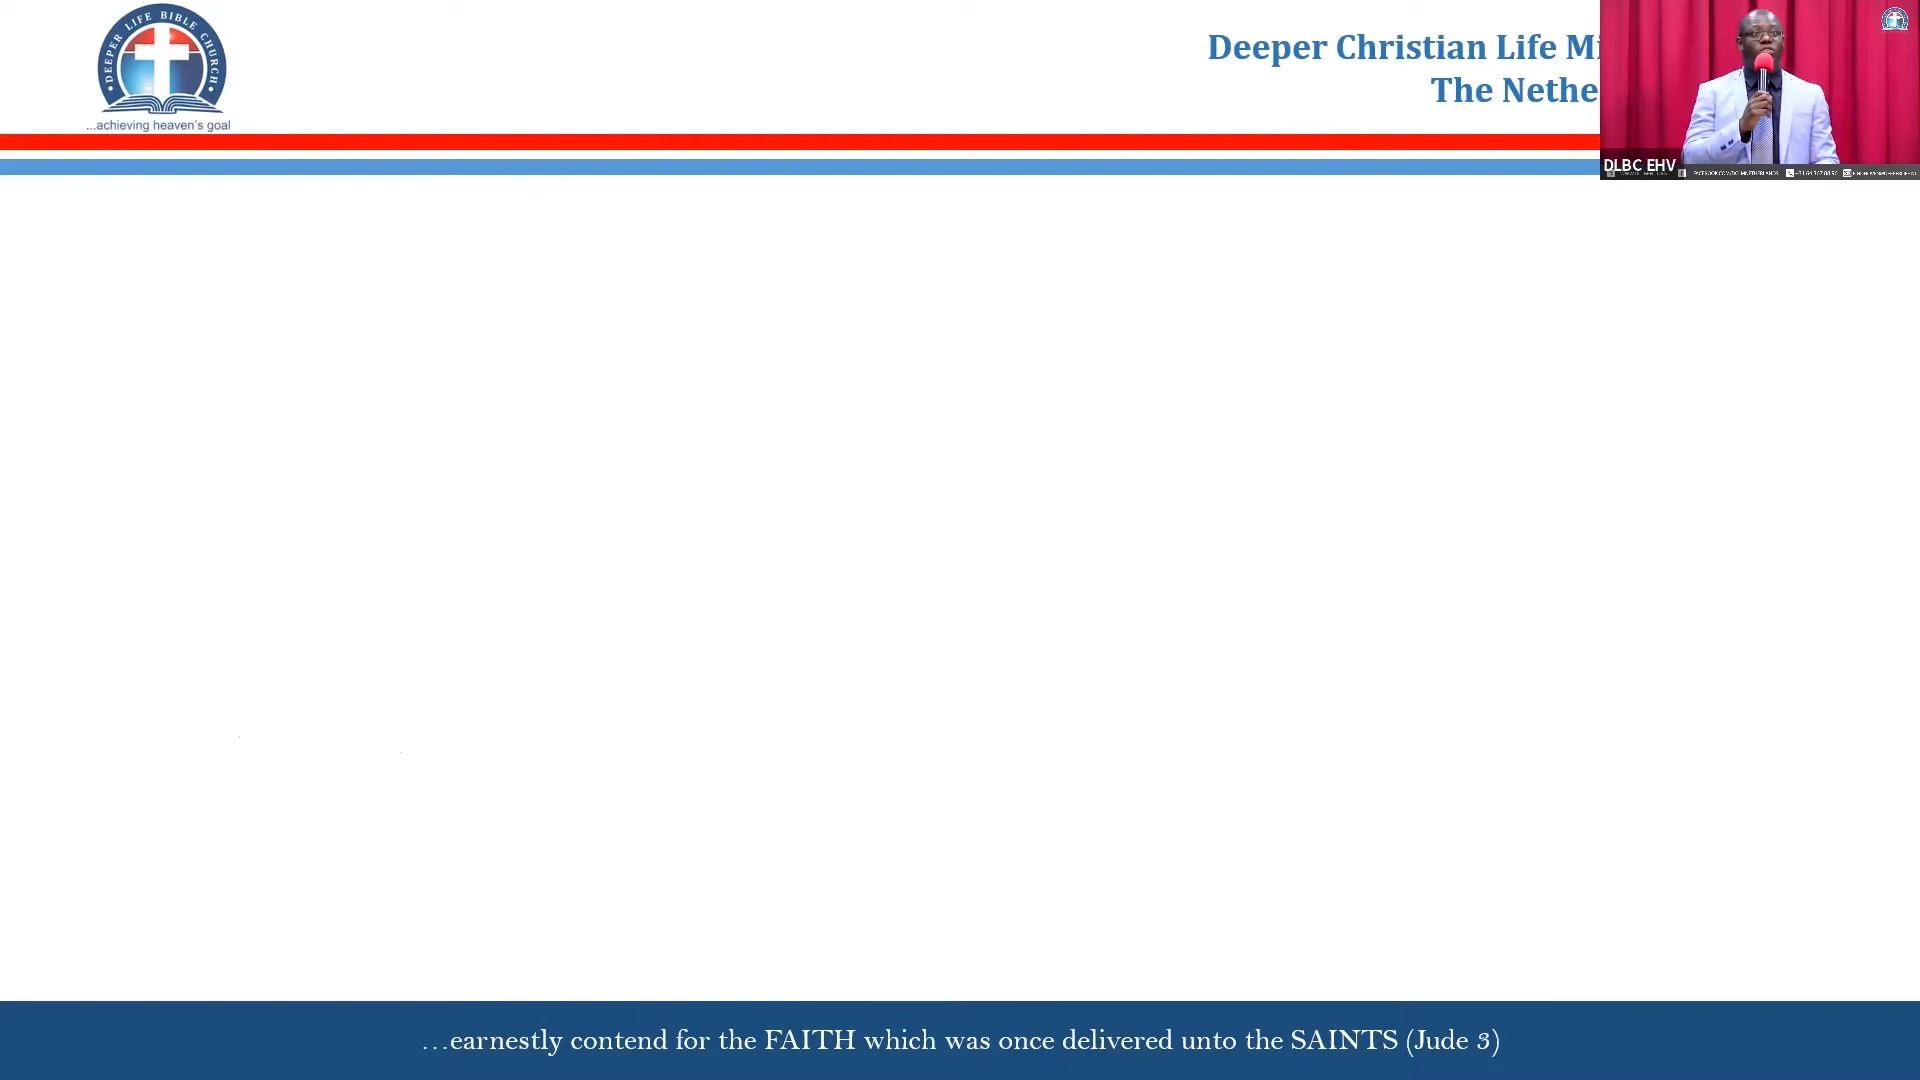 DEEPER LIFE BIBLE CHURCH
...achieving heaven's goal
Deeper Christian Life Mi
The Nethe
DLBC EHV
…earnestly contend for the FAITH which was once delivered unto the SAINTS (Jude 3)